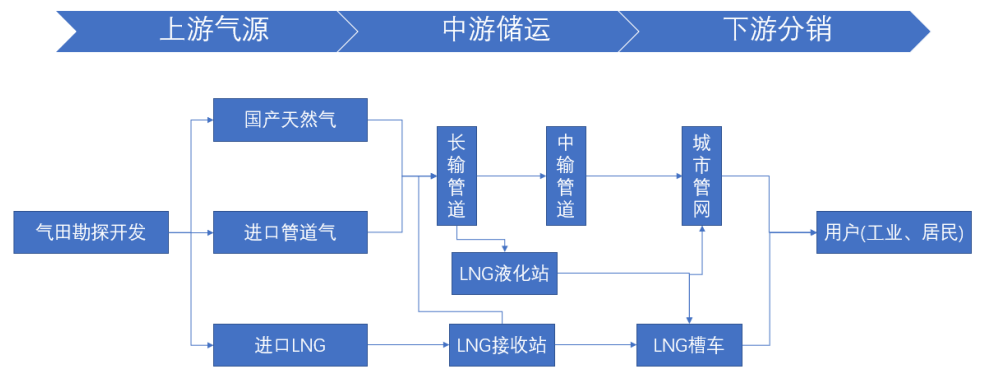 上游气源
中游储运
下游分销
国产天然气
长输管道
中输管道
城市管网
气田勘探开发
进口管道气
用户(工业、居民)
LNG液化站
进口LNG
LNG接收站
LNG槽车